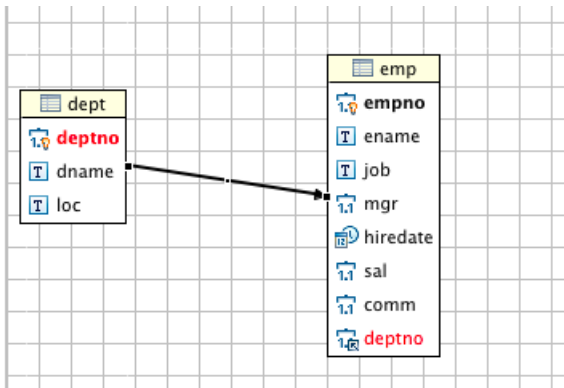 dept
deptno
dname
loc
emp
empno
ename
job
mgr
hiredate
sal
comm
deptno